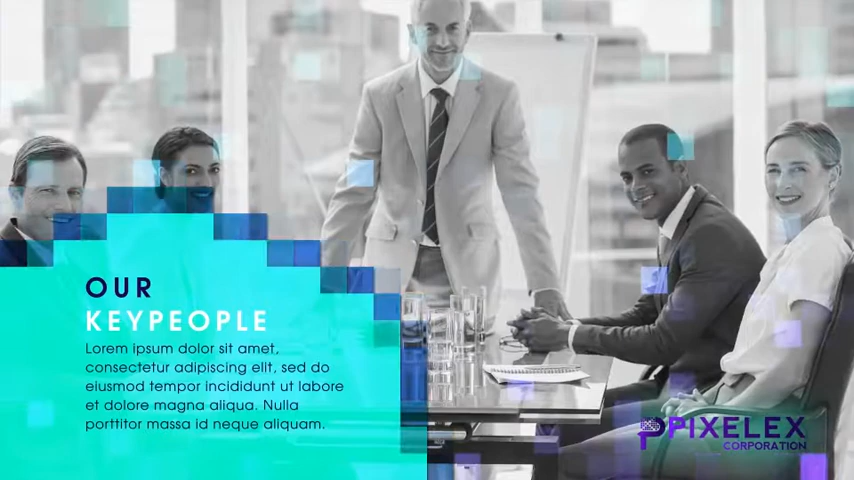 OUR
KEYPEOPLE
Lorem ipsum dolor sit amet,
consectetur adipiscing elit, sed do
eiusmod tempor incididunt ut labore
et dolore magna aliqua. Nulla
porttitor massa id neque aliquam.
PIXELEX
CORPORATION